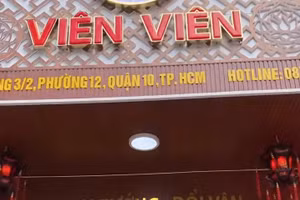 VIÊN VIÊN
3/2, PHƯỜNG 12, QUẬN 10, TP.HCM HOTLINE: 08